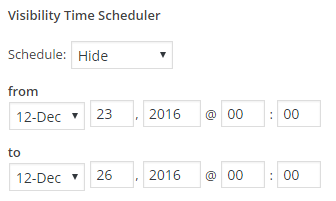 Visibility Time Scheduler
Schedule: Hide
from
12-Dec 23 , 2016 @ 00 : 00
to
12-Dec 26 , 2016 @ 00 : 00